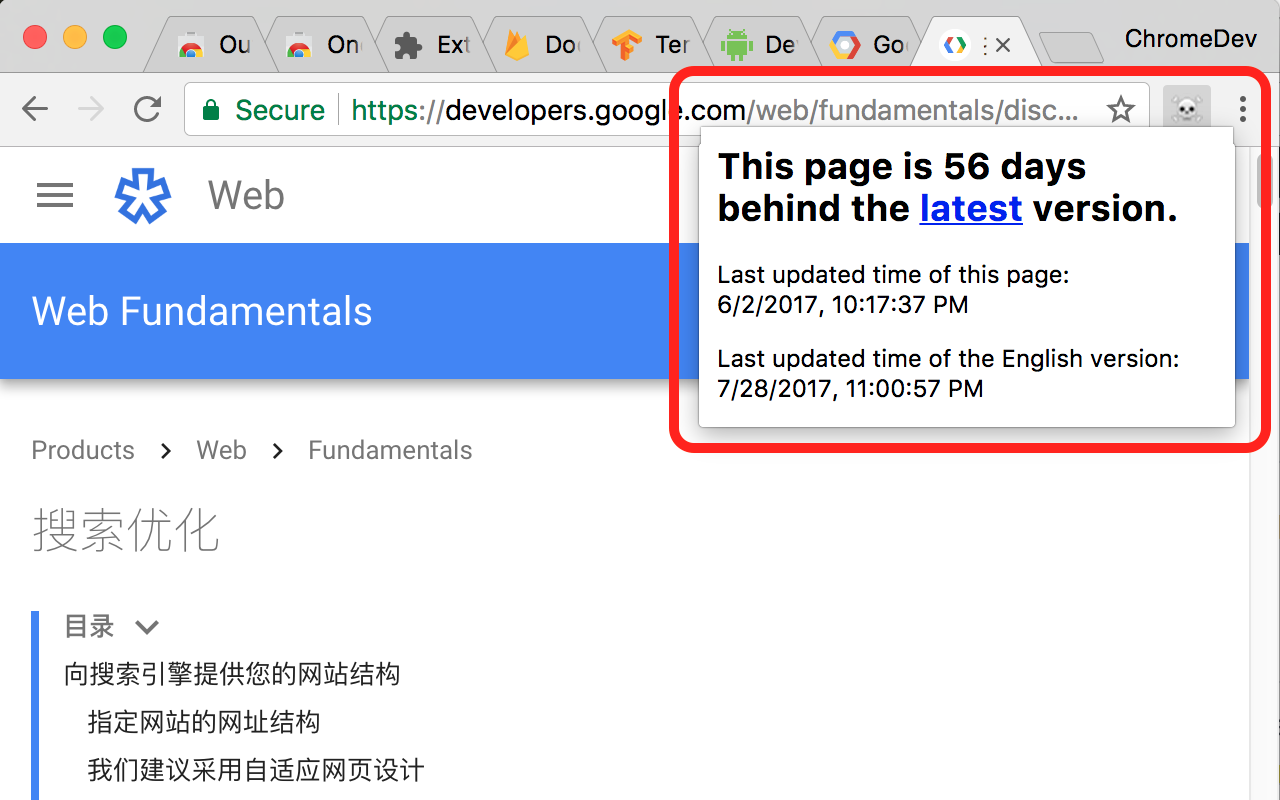 Ou
On
Ext
Do
Ter
De
Go
ChromeDev
Secure
https://developers.google.com/web/fundamentals/disc...
Web
This page is 56 days
behind the latest version.
Last updated time of this page:
6/2/2017, 10:17:37 PM
Last updated time of the English version:
7/28/2017, 11:00:57 PM
Web Fundamentals
Products
Web
Fundamentals
搜索优化
目录
向搜索引擎提供您的网站结构
指定网站的网址结构
我们建议采用自适应网页设计